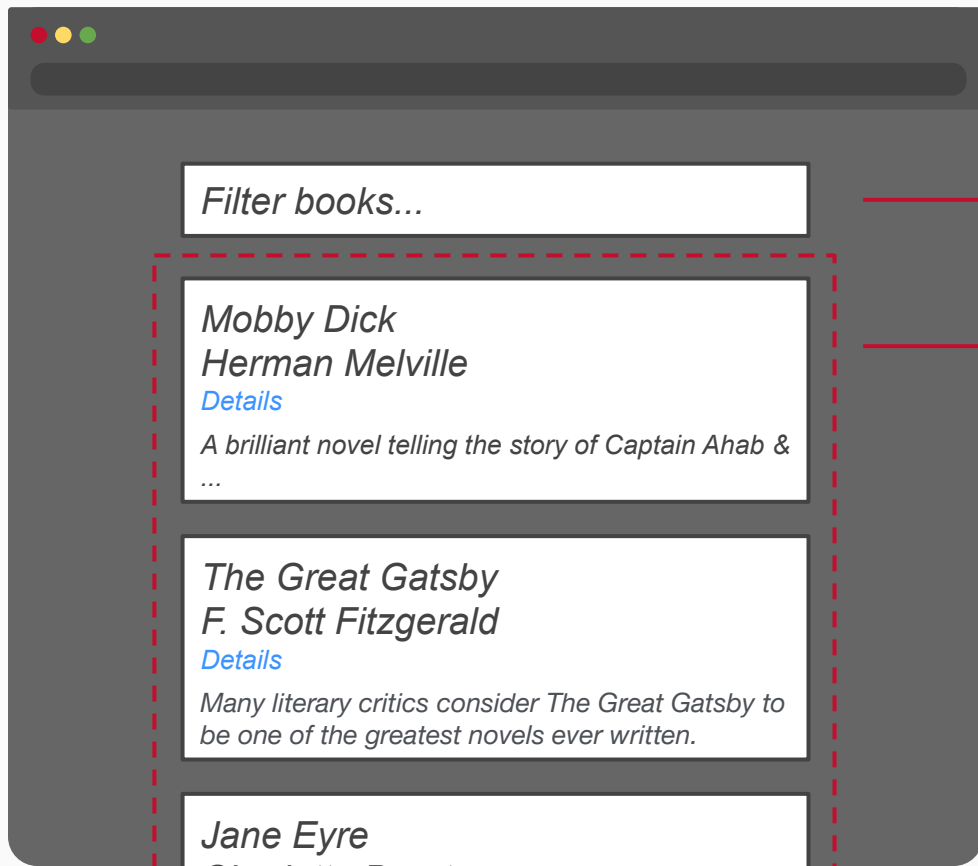 Filter books...
Mobby Dick
Herman Melville
Details
A brilliant novel telling the story of Captain Ahab &
...
The Great Gatsby
F. Scott Fitzgerald
Details
Many literary critics consider The Great Gatsby to
be one of the greatest novels ever written.
Jane Eyre